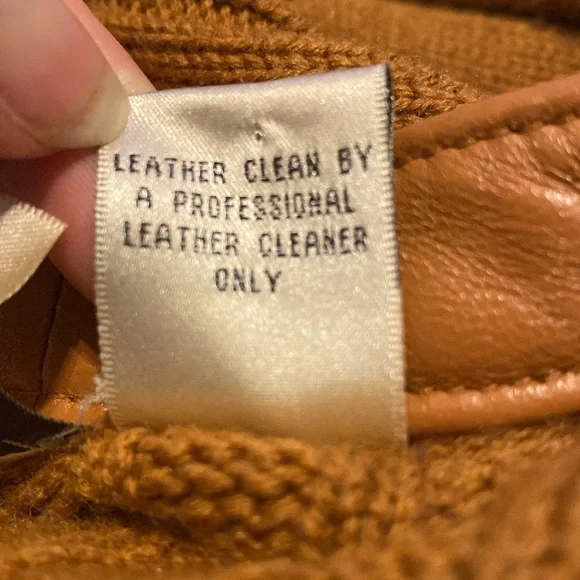 LEATHER CLEAN BY
A PROFESSIONAL
LEATHER CLEANER
ONLY